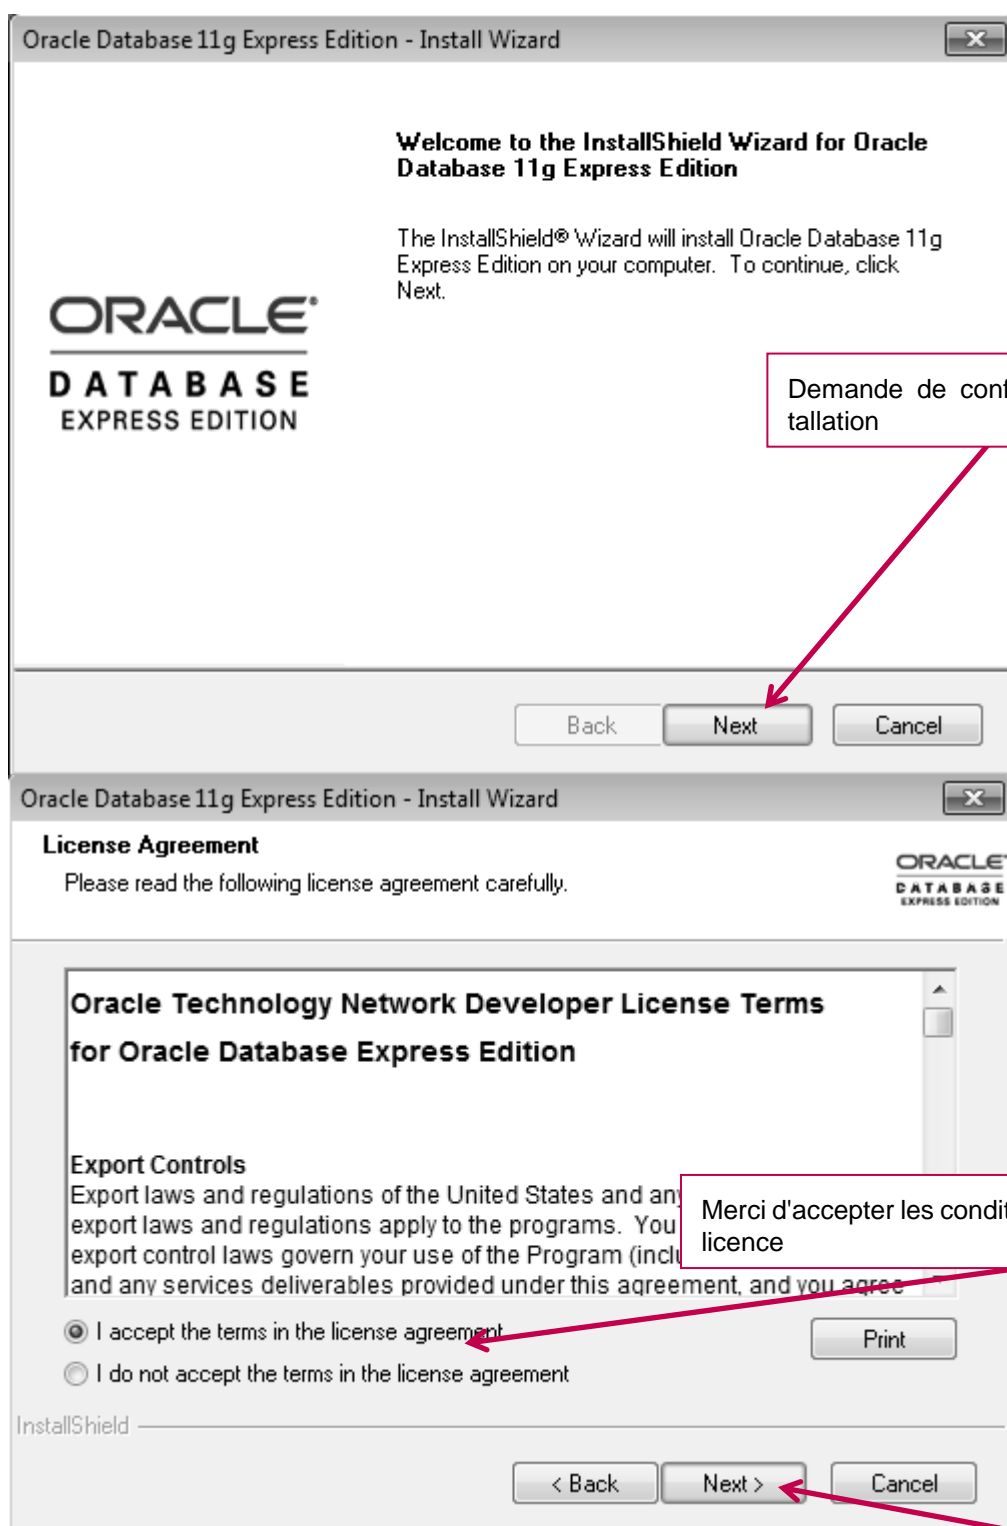 Oracle Database 11g Express Edition - Install Wizard
Welcome to the InstallShield Wizard for Oracle
Database 11g Express Edition
The InstallShield® Wizard will install Oracle Database 11g
Express Edition on your computer. To continue, click
Next.
ORACLE
DATABASE
EXPRESS EDITION
Demande de
tallation
Back
Next
Cancel
Oracle Database 11g Express Edition - Install Wizard
License Agreement
Please read the following license agreement carefully.
ORACLE
DATABASE
EXPRESS EDITION
Oracle Technology Network Developer License Terms
for Oracle Database Express Edition
Export Controls
Export laws and regulations of the United States and any
export laws and regulations apply to the programs. You
export control laws govern your use of the Program
and any services deliverables provided under this agreement, and you agree
Merci d'accepter les
licence
I accept the terms in the license agreement
Print
I do not accept the terms in the license agreement
InstallShield
< Back
Next >
Cancel